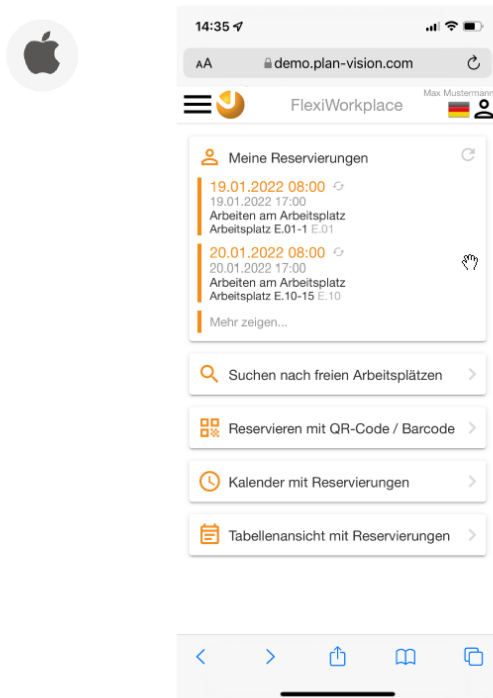 14:35
AA demo.plan-vision.com
FlexiWorkplace
Max Mustermann
Meine Reservierungen
19.01.2022 08:00
19.01.2022 17:00
Arbeiten am Arbeitsplatz
Arbeitsplatz E.01-1 E.01
20.01.2022 08:00
20.01.2022 17:00
Arbeiten am Arbeitsplatz
Arbeitsplatz E.10-15 E.10
Mehr zeigen...
Suchen nach freien Arbeitsplätzen
Reservieren mit QR-Code / Barcode
Kalender mit Reservierungen
Tabellenansicht mit Reservierungen